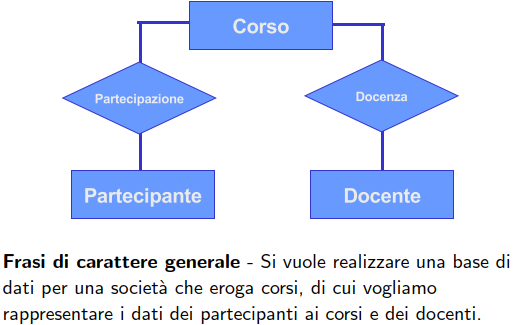 Corso
Partecipazione
Docenza
Partecipante
Docente
Frasi di carattere generale - Si vuole realizzare una base di
dati per una società che eroga corsi, di cui vogliamo
rappresentare i dati dei partecipanti ai corsi e dei docenti.